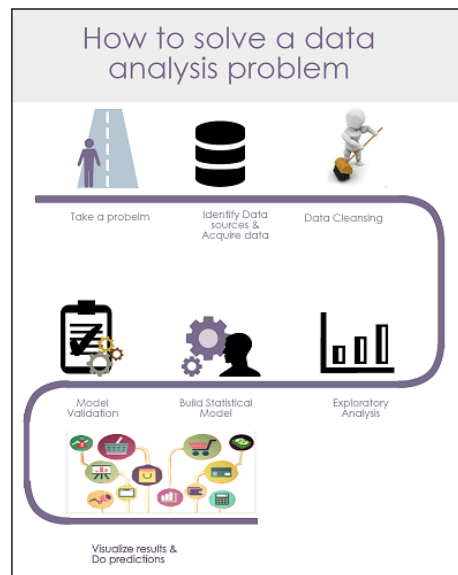 How to solve a data
analysis problem
Take a probelm
Identify Data
sources &
Acquire data
Data Cleansing
Model
Validation
Build Statistical
Model
Exploratory
Analysis
Visualize results &
Do predictions